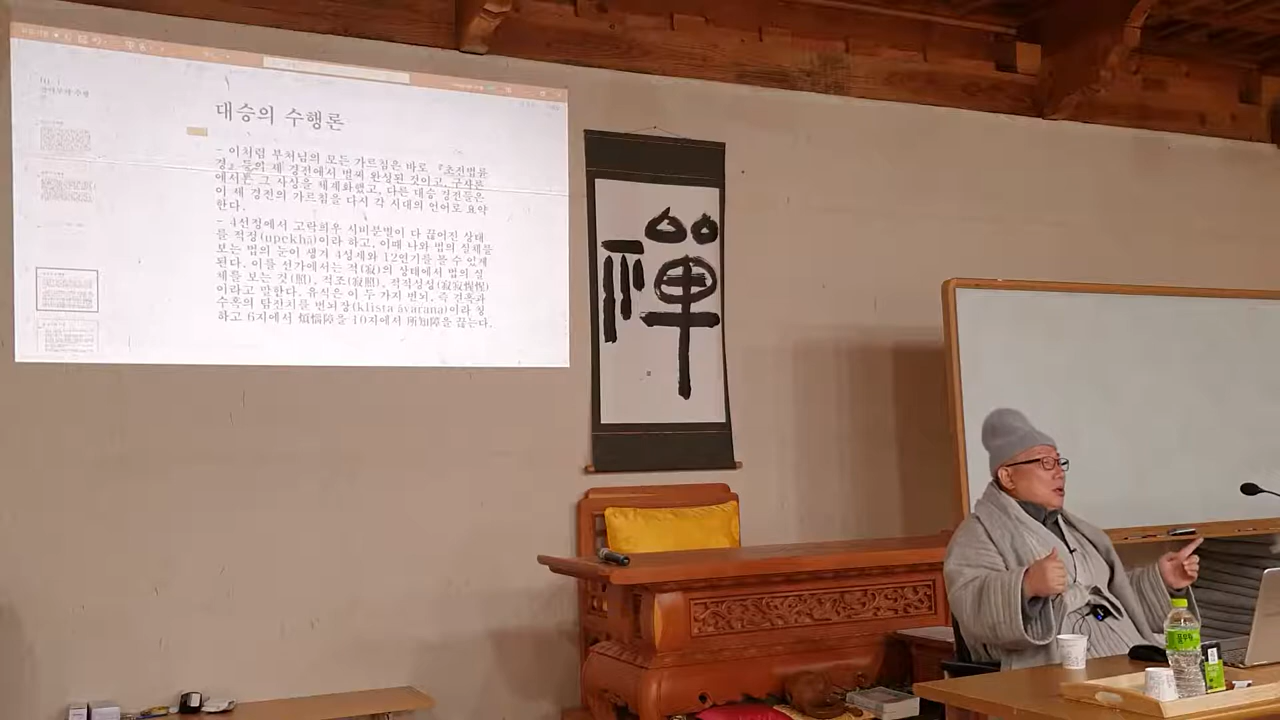 대승의 수행론
- 이처럼 부처님의 모든 가르침은 바로 『초전법륜
경』 등의 세 경전에서 벌써 완성된 것이고, 구사론
에서는 그 사상을 체계화했고, 다른 대승 경전들은
이 세 경전의 가르침을 다시 각 시대의 언어로 요약
한다.
- 4선정에서 고락희우 시비분별이 다 끊어진 상태
를 적정(upekhā)이라 하고, 이때 나와 법의 실체를
보는 법의 눈이 생겨 4성제와 12연기를 볼 수 있게
된다. 이를 선가에서는 적(寂)의 상태에서 법의 실
체를 보는 것(照), 적조(寂照), 적적성성(寂寂惺惺)
이라고 말한다. 유식은 이 두 가지 번뇌, 즉 견혹과
수혹의 탈진치를 번뇌장(klista āvarana)이라 칭
하고 6지에서 煩惱障을 10지에서 所知障을 끊는다.
禪